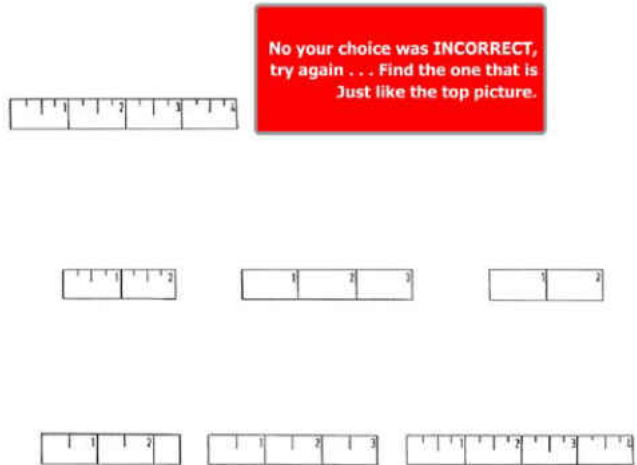 No your choice was INCORRECT,
try again . . . Find the one that is
Just like the top picture.
1 2 3 4
1 2
1 2 3
1 2
1 2
1 2 3
1 2 3 4